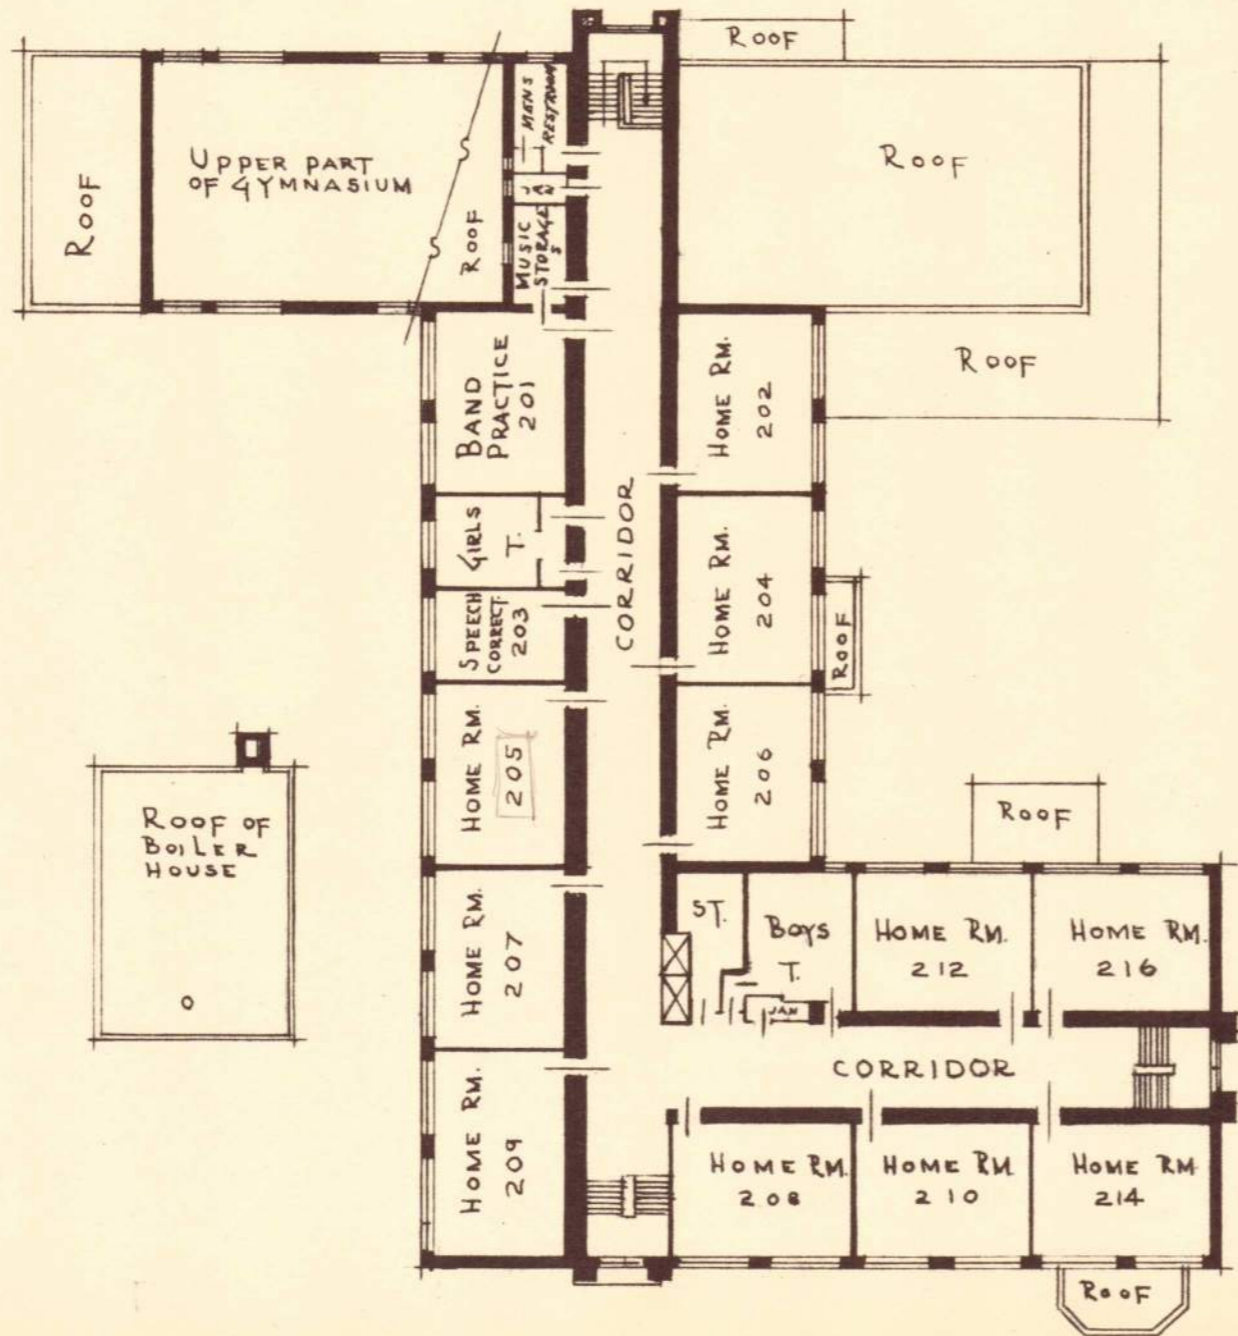 ROOF
MENS
RESTROOM
UPPER PART
OF GYMNASIUM
ROOF
ROOF
JAN
ROOF
MUSIC
STORAGE
S
ROOF
BAND
PRACTICE
201
HOME RM.
202
GIRLS
T.
CORRIDOR
HOME RM.
204
SPEECH
CORRECT.
203
ROOF
HOME RM.
205
HOME RM.
206
ROOF OF
BOILER
HOUSE
ROOF
HOME RM.
207
ST.
BOYS
T.
JAN
HOME RM.
212
HOME RM.
216
CORRIDOR
HOME RM.
209
HOME RM.
208
HOME RM
210
HOME RM
214
ROOF